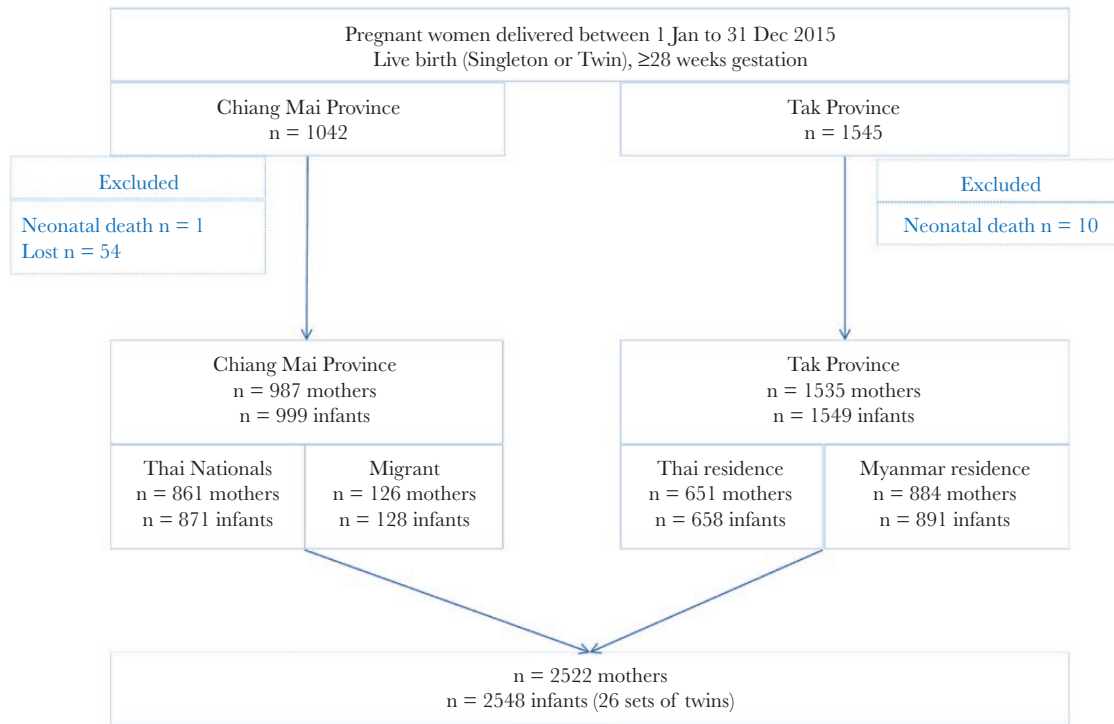 Pregnant women delivered between 1 Jan to 31 Dec 2015
Live birth (Singleton or Twin), ≥28 weeks gestation
Chiang Mai Province
n = 1042
Tak Province
n = 1545
Excluded
Neonatal death n = 1
Lost n = 54
Excluded
Neonatal death n = 10
Chiang Mai Province
n = 987 mothers
n = 999 infants
Tak Province
n = 1535 mothers
n = 1549 infants
Thai Nationals
n = 861 mothers
n = 871 infants
Migrant
n = 126 mothers
n = 128 infants
Thai residence
n = 651 mothers
n = 658 infants
Myanmar residence
n = 884 mothers
n = 891 infants
n = 2522 mothers
n = 2548 infants (26 sets of twins)